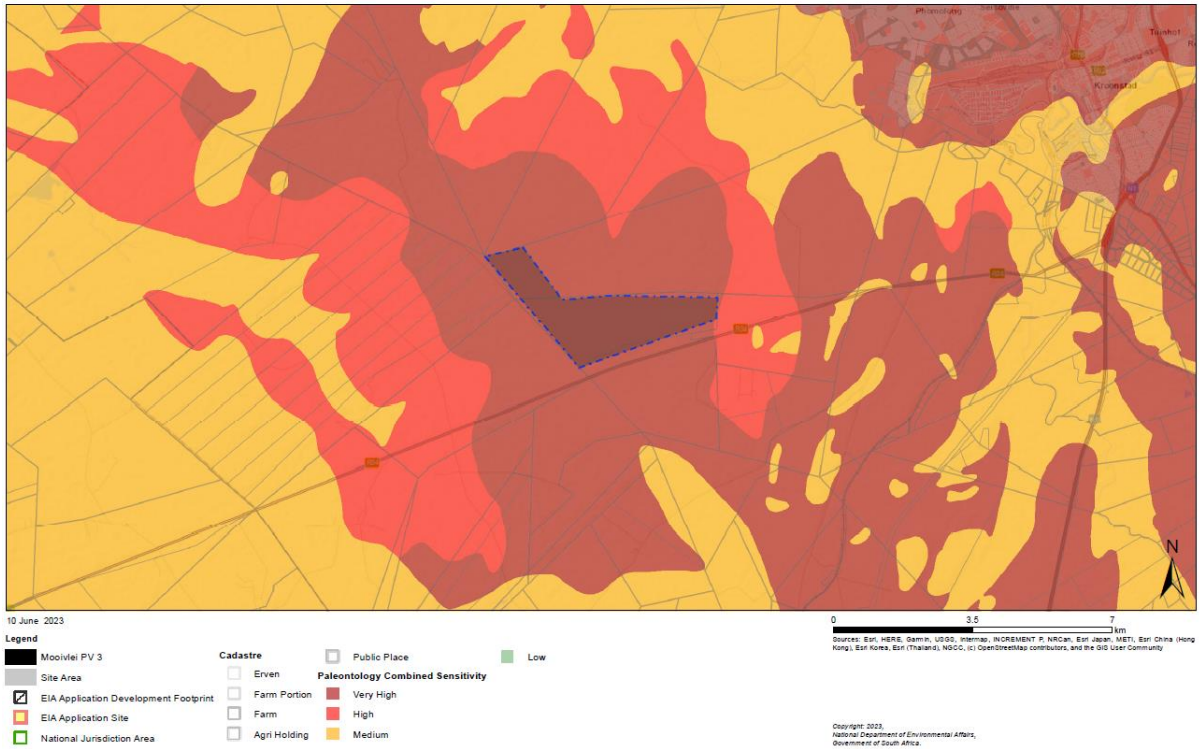 Phomolong
Tuinhof
Kroonstad
N
10 June 2023
0 3.5 7
km
Legend
Mooivlei PV 3
Site Area
EIA Application Development Footprint
EIA Application Site
National Jurisdiction Area
Cadastre
Erven
Farm Portion
Farm
Agri Holding
Public Place
Paleontology Combined Sensitivity
Very High
High
Medium
Low
Sources: Esri, HERE, Garmin, USGS, Intermap, INCREMENT P, NRCan, Esri Japan, METI, Esri China (Hong
Kong), Esri Korea, Esri (Thailand), NGCC, (c) OpenStreetMap contributors, and the GIS User Community
Copyright: 2023,
National Department of Environmental Affairs,
Government of South Africa.